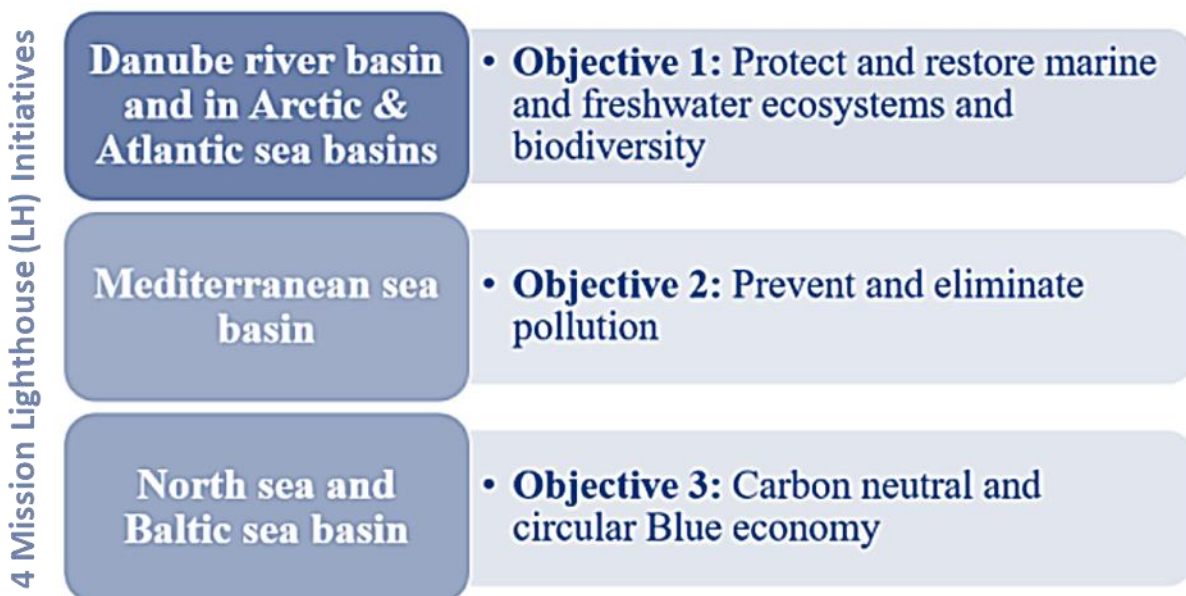 4 Mission Lighthouse (LH) Initiatives
Danube river basin
and in Arctic &
Atlantic sea basins
• Objective 1: Protect and restore marine
and freshwater ecosystems and
biodiversity
Mediterranean sea
basin
• Objective 2: Prevent and eliminate
pollution
North sea and
Baltic sea basin
• Objective 3: Carbon neutral and
circular Blue economy